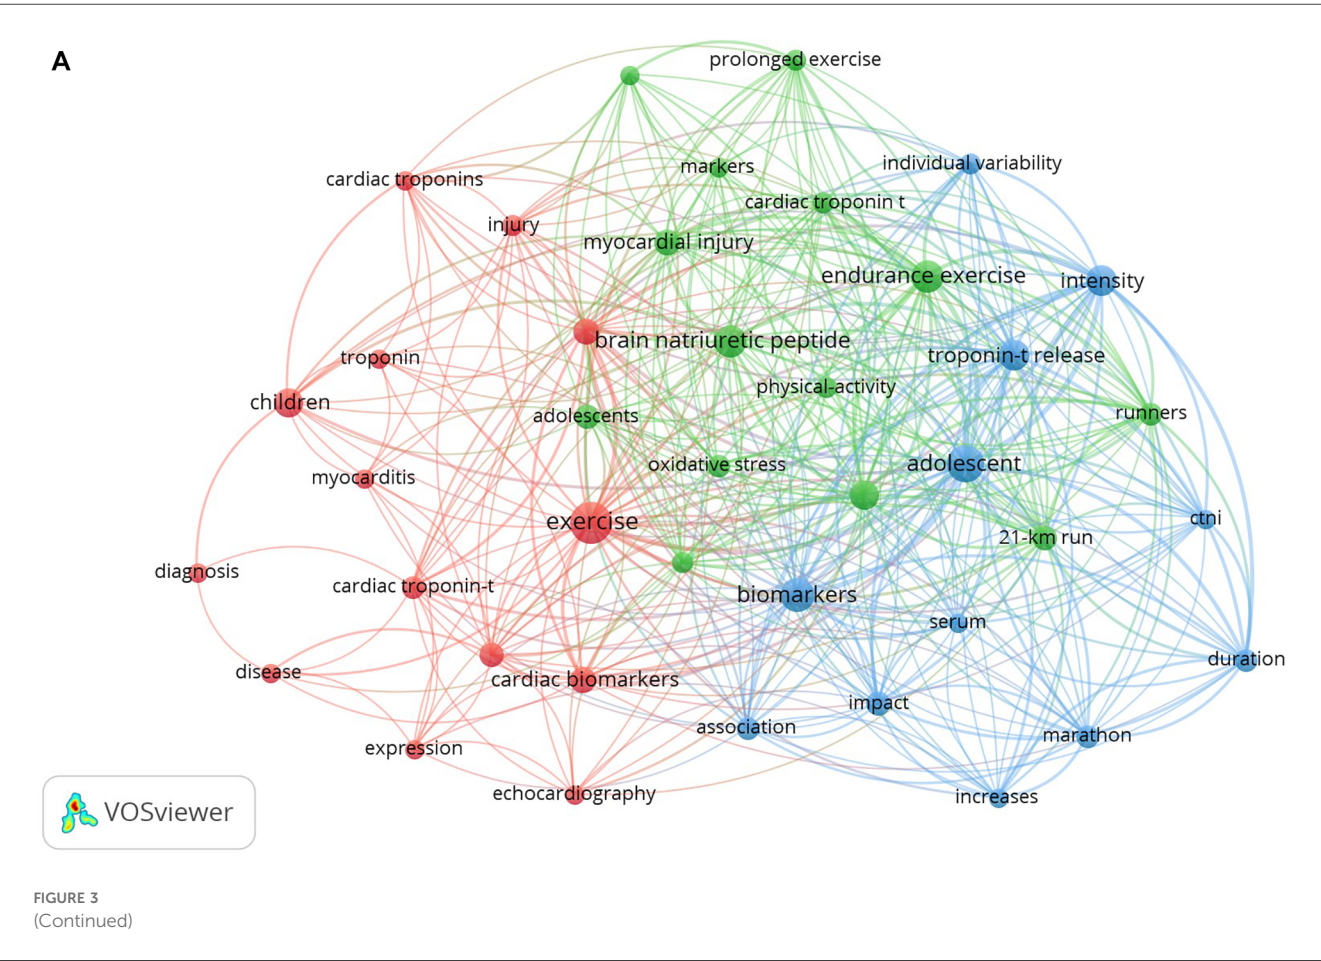 A
prolonged exercise
cardiac troponins
markers
individual variability
cardiac troponin t
injury
myocardial injury
endurance exercise
intensity
brain natriuretic peptide
troponin-t release
troponin
physical-activity
children
adolescents
runners
oxidative stress
adolescent
myocarditis
exercise
ctni
21-km run
diagnosis
cardiac troponin-t
biomarkers
serum
disease
cardiac biomarkers
duration
impact
association
marathon
expression
echocardiography
increases
VOSviewer
FIGURE 3
(Continued)